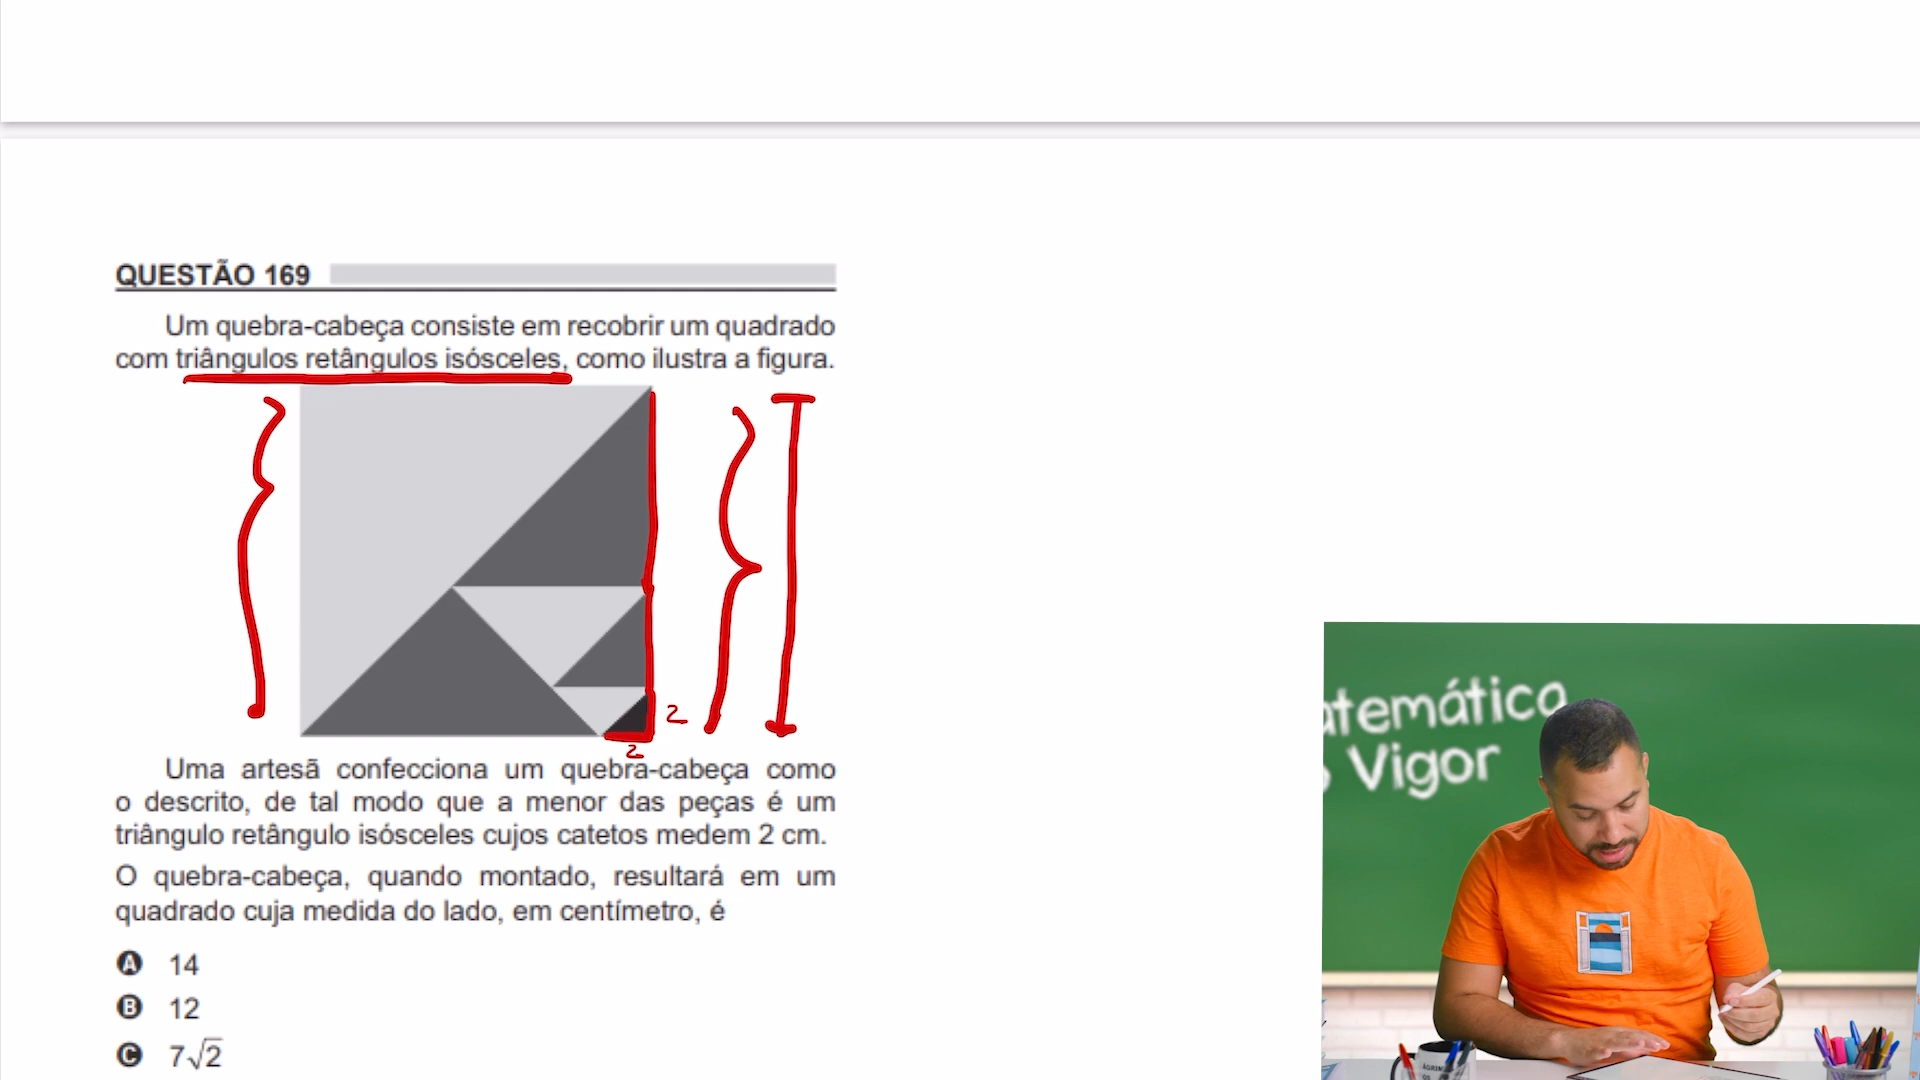 QUESTÃO 169
Um quebra-cabeça consiste em recobrir um quadrado
com triângulos retângulos isósceles, como ilustra a figura.
2
2
Uma artesã confecciona um quebra-cabeça como
o descrito, de tal modo que a menor das peças é um
triângulo retângulo isósceles cujos catetos medem 2 cm.
O quebra-cabeça, quando montado, resultará em um
quadrado cuja medida do lado, em centímetro, é
A 14
B 12
C 7√2
atemática
Vigor